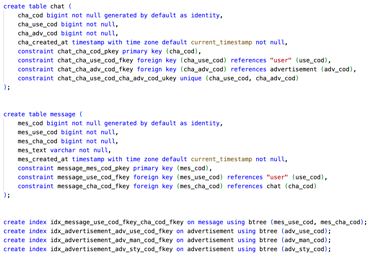 create table chat (
cha_cod bigint not null generated by default as identity,
cha_use_cod bigint not null,
cha_adv_cod bigint not null,
cha_created_at timestamp with time zone default current_timestamp not null,
constraint chat_cha_cod_pkey primary key (cha_cod),
constraint chat_cha_use_cod_fkey foreign key (cha_use_cod) references "user" (use_cod),
constraint chat_cha_adv_cod_fkey foreign key (cha_adv_cod) references advertisement (adv_cod),
constraint chat_cha_use_cod_cha_adv_cod_ukey unique (cha_use_cod, cha_adv_cod)
);
create table message (
mes_cod bigint not null generated by default as identity,
mes_use_cod bigint not null,
mes_cha_cod bigint not null,
mes_text varchar not null,
mes_created_at timestamp with time zone default current_timestamp not null,
constraint message_mes_cod_pkey primary key (mes_cod),
constraint message_mes_use_cod_fkey foreign key (mes_use_cod) references "user" (use_cod),
constraint message_mes_cha_cod_fkey foreign key (mes_cha_cod) references chat (cha_cod)
);
create index idx_message_use_cod_fkey_cha_cod_fkey on message using btree (mes_use_cod, mes_cha_cod);
create index idx_advertisement_adv_use_cod_fkey on advertisement using btree (adv_use_cod);
create index idx_advertisement_adv_man_cod_fkey on advertisement using btree (adv_man_cod);
create index idx_advertisement_adv_sty_cod_fkey on advertisement using btree (adv_sty_cod);